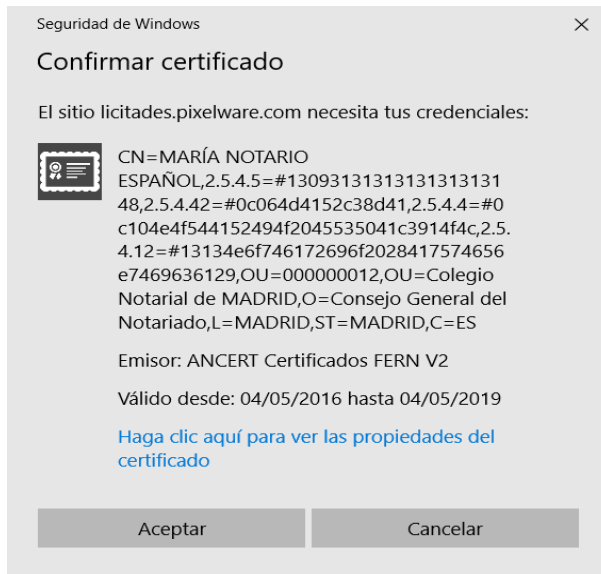 Seguridad de Windows
Confirmar certificado
El sitio licitades.pixelware.com necesita tus credenciales:
CN=MARÍA NOTARIO
ESPAÑOL,2.5.4.5=#13093131313131313131
48,2.5.4.42=#0c064d4152c38d41,2.5.4.4=#0
c104e4f544152494f2045535041c3914f4c,2.5.
4.12=#13134e6f746172696f2028417574656
e7469636129,OU=000000012,OU=Colegio
Notarial de MADRID,O=Consejo General del
Notariado,L=MADRID,ST=MADRID,C=ES
Emisor: ANCERT Certificados FERN V2
Válido desde: 04/05/2016 hasta 04/05/2019
Haga clic aquí para ver las propiedades del
certificado
Aceptar
Cancelar